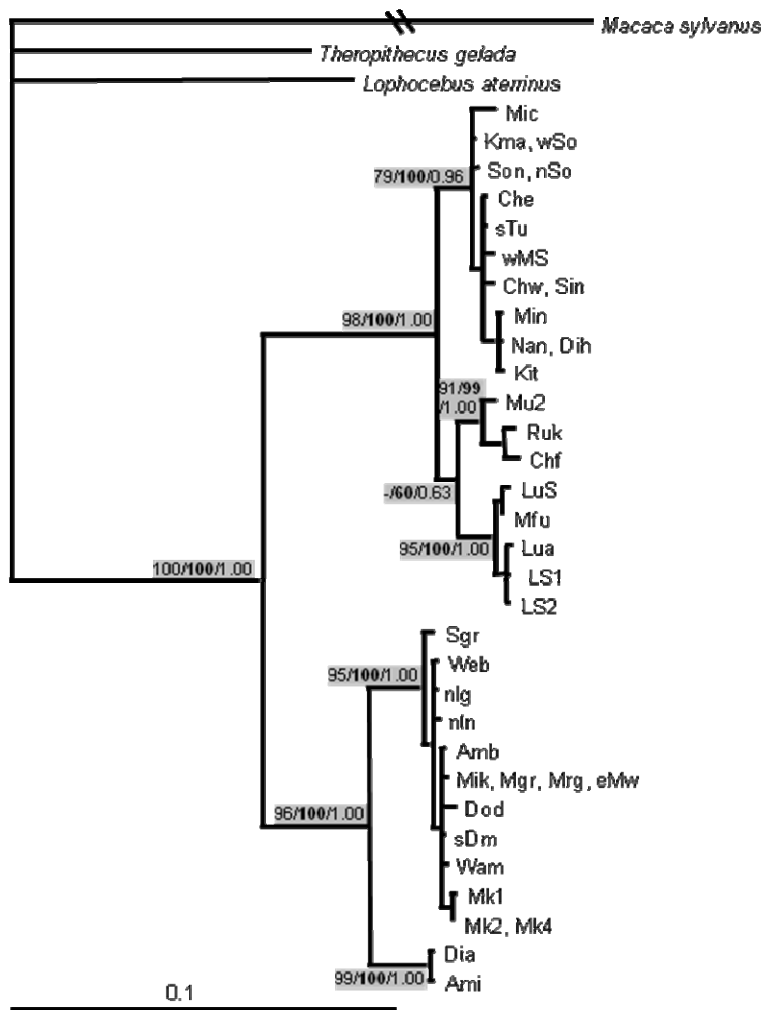 Macaca sylvanus
Theropithecus gelada
Lophocebus aterrinus
Mic
Kma, wSo
79/100/0.96
Son, nSo
Che
sTu
wMS
Chw, Sin
98/100/1.00
Min
Nan, Dih
Kit
91/99
/1.00
Mu2
Ruk
Chf
-/60/0.63
LuS
Mfu
95/100/1.00
Lua
100/100/1.00
LS1
LS2
Sgr
Web
95/100/1.00
nlg
nln
Amb
Mik, Mgr, Mrg, eMw
96/100/1.00
Dod
sDm
Wam
Mk1
Mk2, Mk4
Dia
99/100/1.00
Ami
0.1